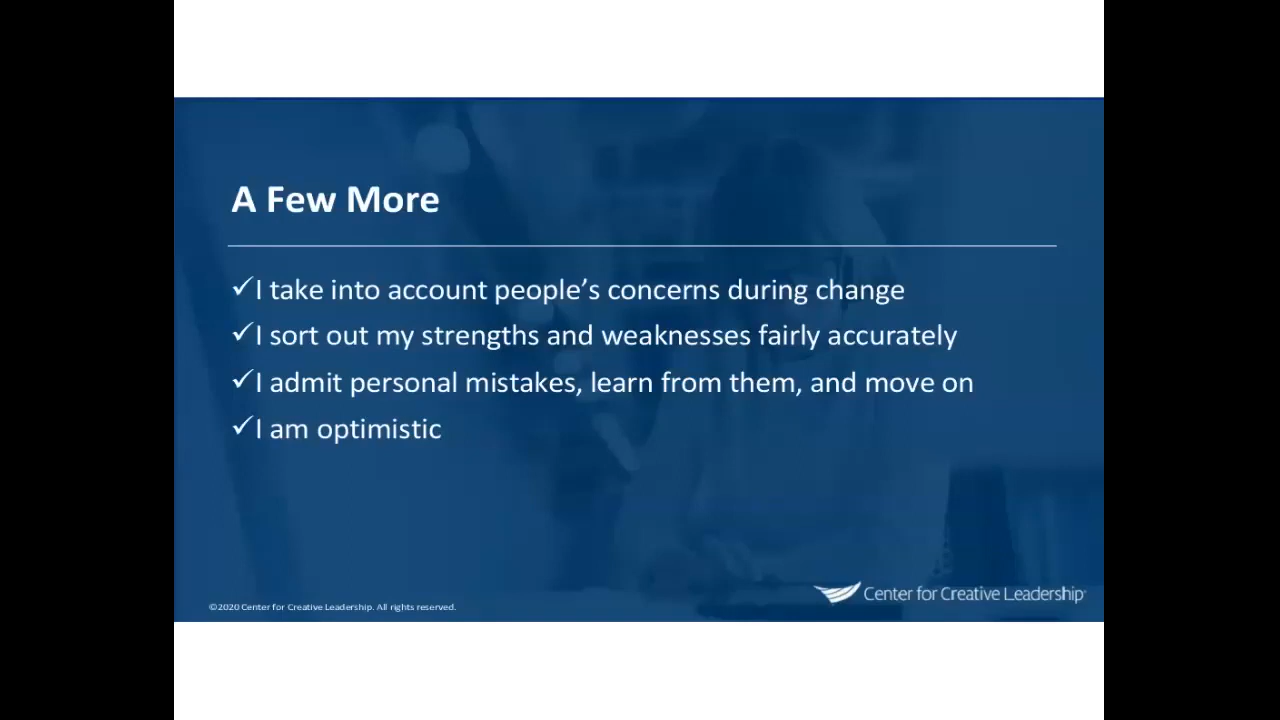 A Few More
✓I take into account people’s concerns during change
✓I sort out my strengths and weaknesses fairly accurately
✓I admit personal mistakes, learn from them, and move on
✓I am optimistic
©2020 Center for Creative Leadership. All rights reserved.
Center for Creative Leadership